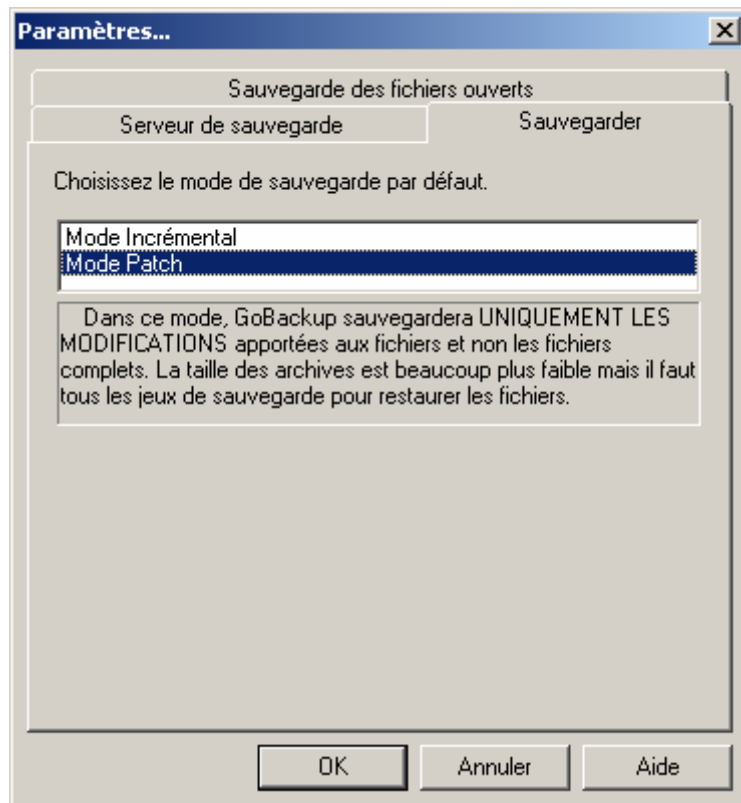 Paramètres...
Sauvegarde des fichiers ouverts
Serveur de sauvegarde
Sauvegarder
Choisissez le mode de sauvegarde par défaut.
Mode Incrémental
Mode Patch
Dans ce mode, GoBackup sauvegardera UNIQUEMENT LES
MODIFICATIONS apportées aux fichiers et non les fichiers
complets. La taille des archives est beaucoup plus faible mais il faut
tous les jeux de sauvegarde pour restaurer les fichiers.
OK
Annuler
Aide